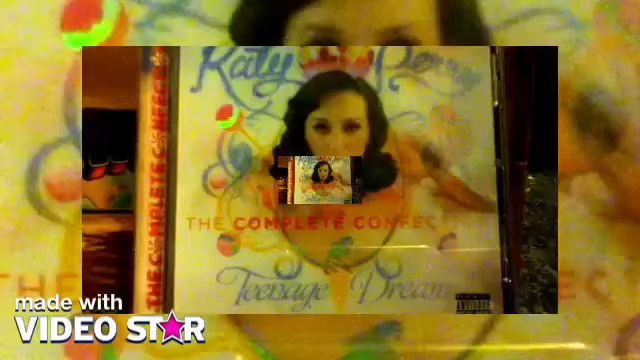 Katy Perry
THE COMPLETE CONFEC
Teenage Dream
THE COMPLETE CONFEC
made with
VIDEO STAR